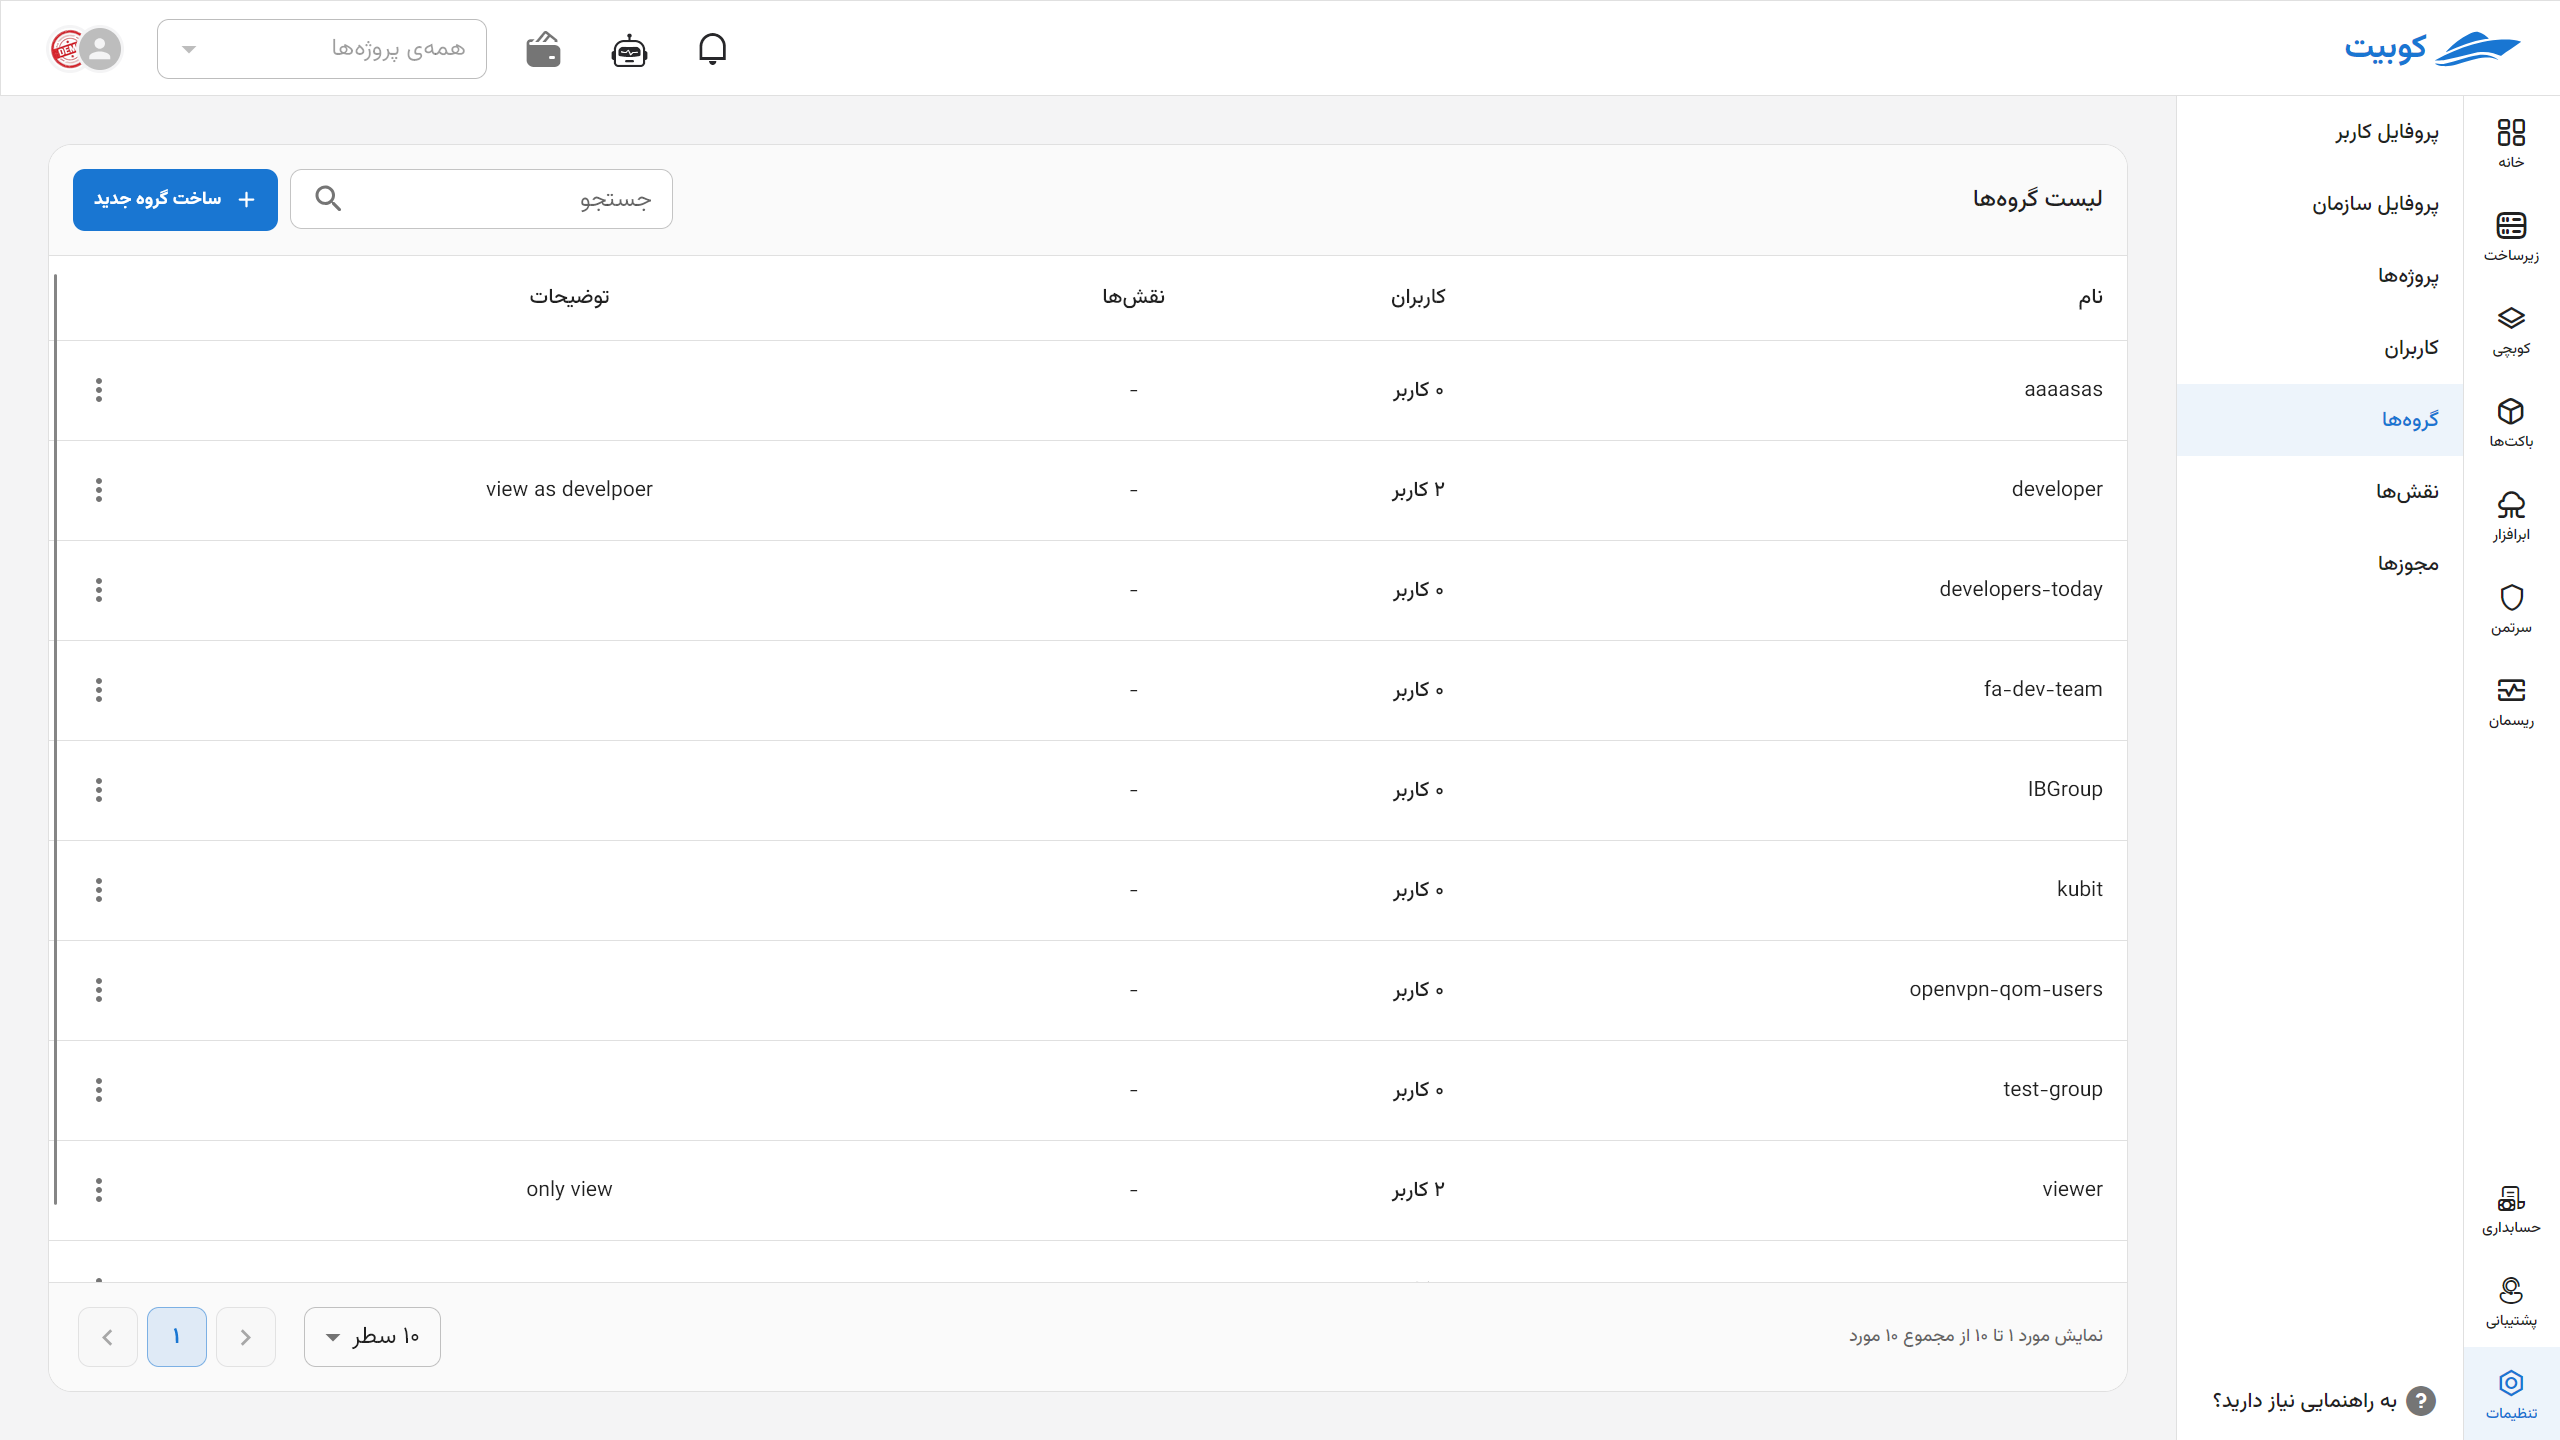 کوبیت
همه‌ی پروژه‌ها
DEMO
خانه
زیرساخت
کوبچی
باکت‌ها
ابرافزار
سرتمن
ریسمان
حسابداری
پشتیبانی
تنظیمات
پروفایل کاربر
پروفایل سازمان
پروژه‌ها
کاربران
گروه‌ها
نقش‌ها
مجوزها
به راهنمایی نیاز دارید؟
لیست گروه‌ها
جستجو
ساخت گروه جدید
نام کاربران نقش‌ها توضیحات
aaaasas ۰ کاربر -
developer ۲ کاربر - view as develpoer
developers-today ۰ کاربر -
fa-dev-team ۰ کاربر -
IBGroup ۰ کاربر -
kubit ۰ کاربر -
openvpn-qom-users ۰ کاربر -
test-group ۰ کاربر -
viewer ۲ کاربر - only view
نمایش مورد ۱ تا ۱۰ از مجموع ۱۰ مورد
۱۰ سطر
۱